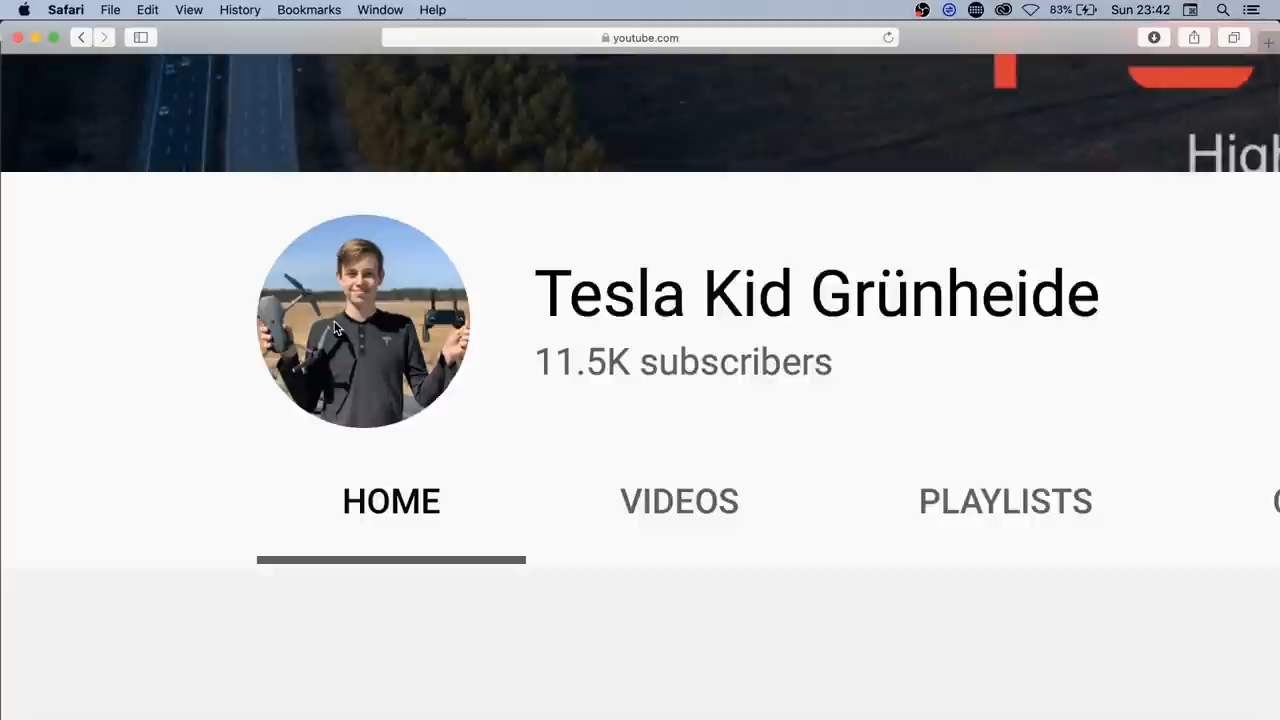 Safari File Edit View History Bookmarks Window Help 83% Sun 23:42
youtube.com
High
Tesla Kid Grünheide
11.5K subscribers
HOME VIDEOS PLAYLISTS